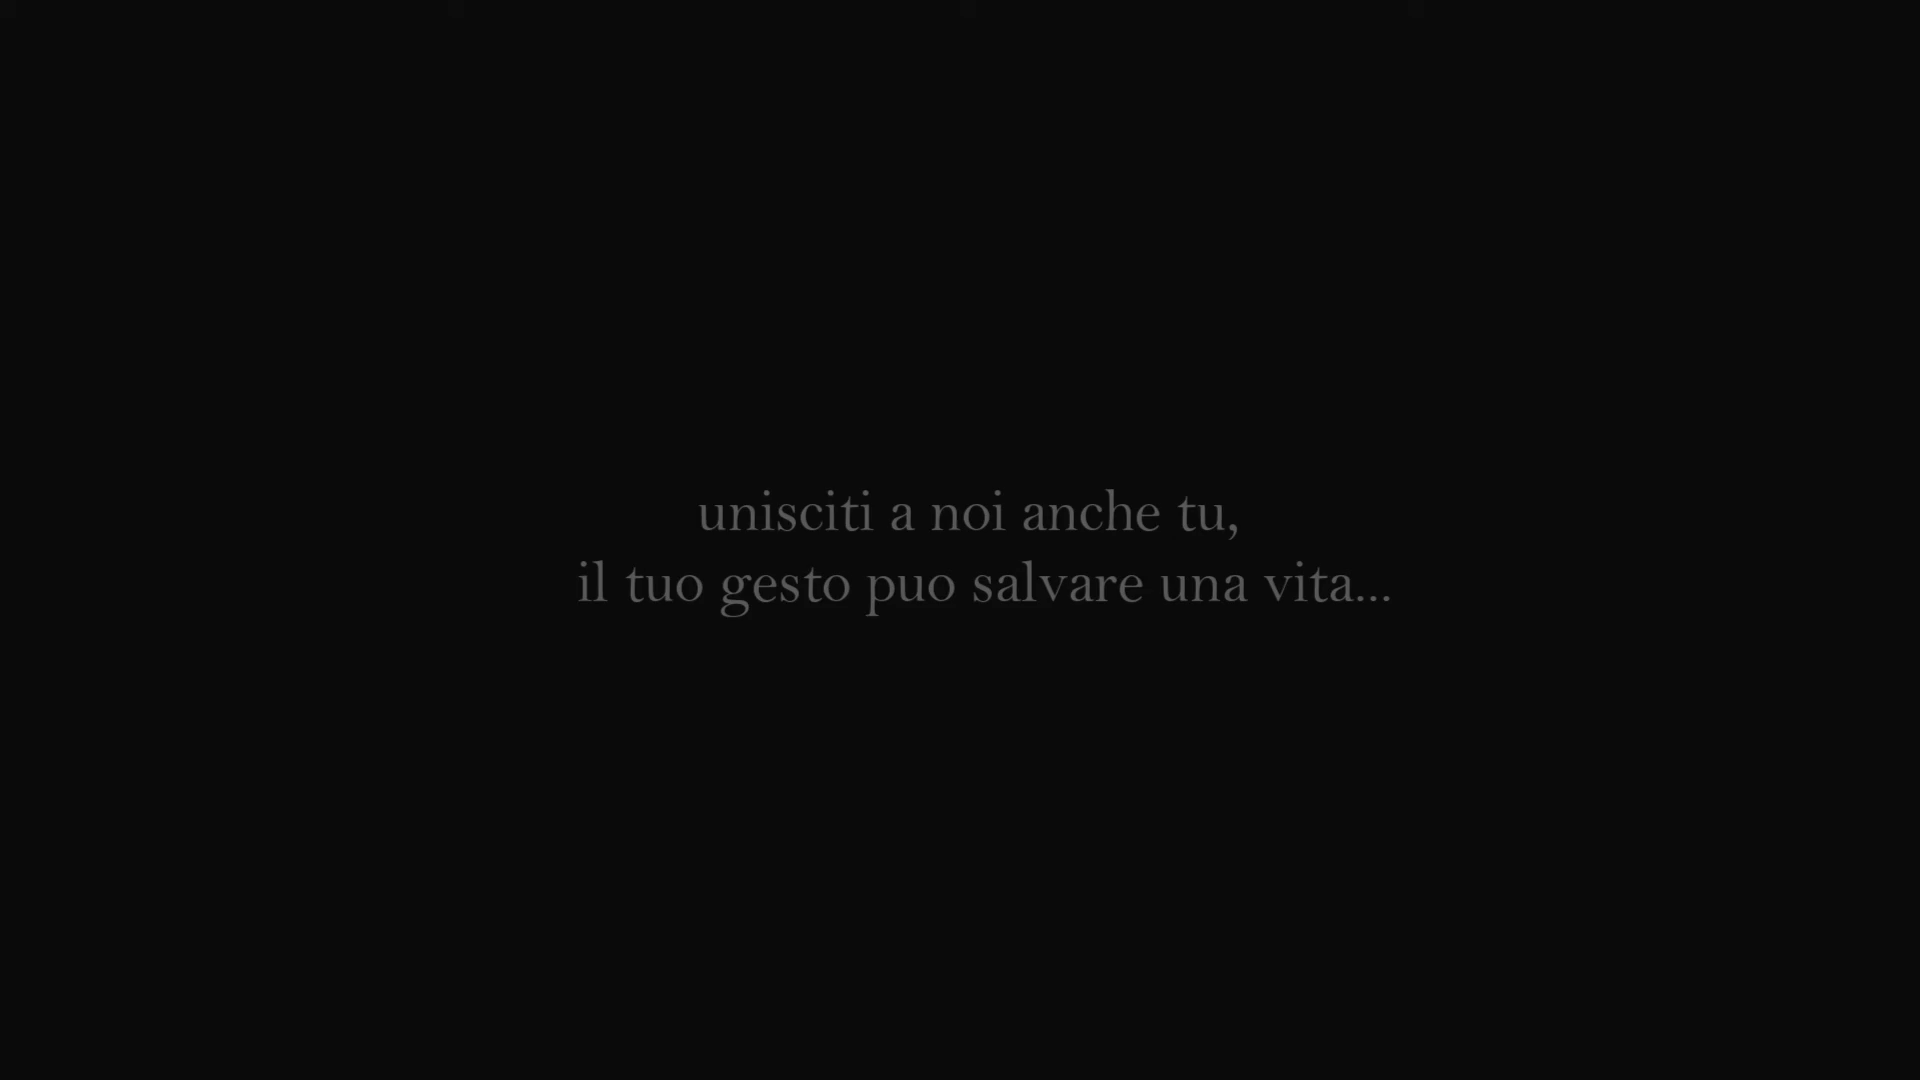 unisciti a noi anche tu,
il tuo gesto puo salvare una vita...